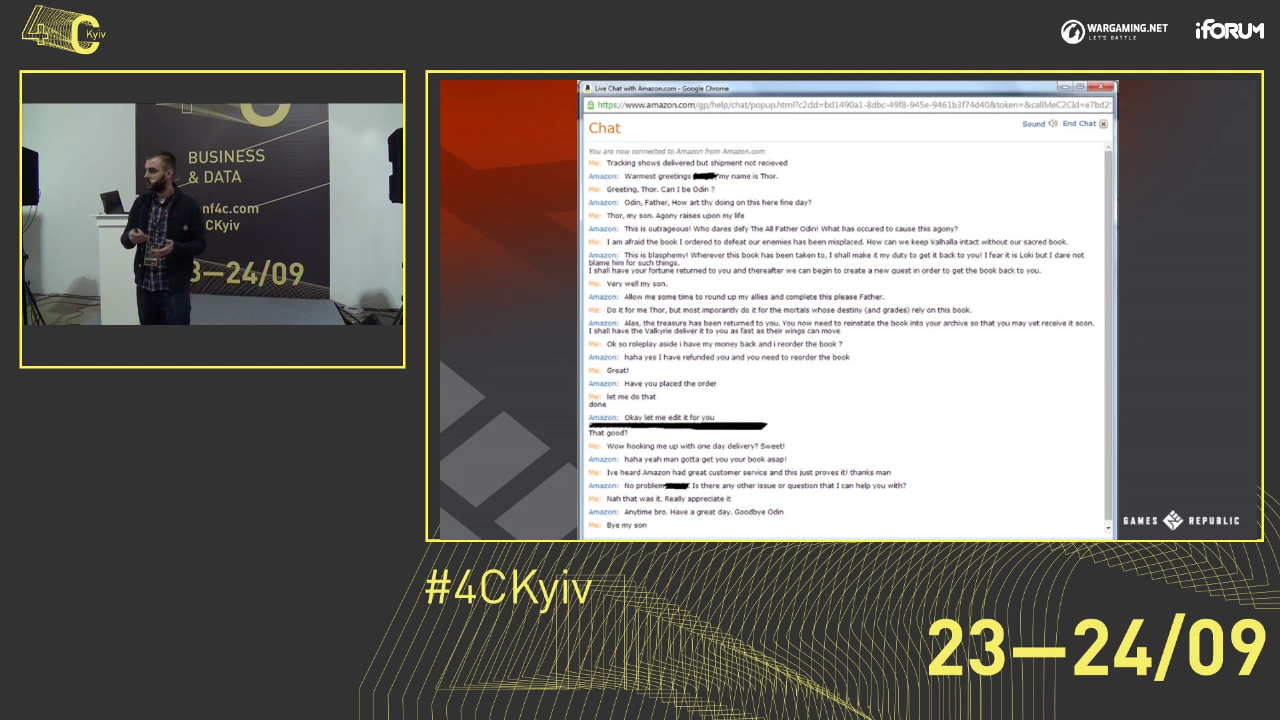 4C Kyiv
WARGAMING.NET
LET'S BATTLE
iFORUM
BUSINESS
& DATA
nf4c.com
CKyiv
3—24/09
Live Chat with Amazon.com - Google Chrome
https://www.amazon.com/gp/help/chat/popup.html?c2cId=bd1490a1-8dbc-49f8-945e-9461b3f74d40&token=&callMeC2CId=e7bd2
Chat
Sound End Chat
You are now connected to Amazon from Amazon.com
Me: Tracking shows delivered but shipment not recieved
Amazon: Warmest greetings my name is Thor.
Me: Greeting, Thor. Can I be Odin ?
Amazon: Odin, Father, How art thy doing on this here fine day?
Me: Thor, my son. Agony raises upon my life
Amazon: This is outrageous! Who dares defy The All Father Odin! What has occured to cause this agony?
Me: I am afraid the book I ordered to defeat our enemies has been misplaced. How can we keep Valhalla intact without our sacred book.
Amazon: This is blasphemy! Wherever this book has been taken to, I shall make it my duty to get it back to you! I fear it is Loki but I dare not
blame him for such things.
I shall have your fortune returned to you and thereafter we can begin to create a new quest in order to get the book back to you.
Me: Very well my son.
Amazon: Allow me some time to round up my allies and complete this please Father.
Me: Do it for me Thor, but most imporantly do it for the mortals whose destiny (and grades) rely on this book.
Amazon: Alas, the treasure has been returned to you. You now need to reinstate the book into your archive so that you may yet receive it soon.
I shall have the Valkyrie deliver it to you as fast as their wings can move
Me: Ok so roleplay aside i have my money back and i reorder the book ?
Amazon: haha yes I have refunded you and you need to reorder the book
Me: Great!
Amazon: Have you placed the order
Me: let me do that
done
Amazon: Okay let me edit it for you
That good?
Me: Wow hooking me up with one day delivery? Sweet!
Amazon: haha yeah man gotta get you your book asap!
Me: Ive heard Amazon had great customer service and this just proves it! thanks man
Amazon: No problem Is there any other issue or question that I can help you with?
Me: Nah that was it. Really appreciate it
Amazon: Anytime bro. Have a great day. Goodbye Odin
Me: Bye my son
GAMES REPUBLIC
#4CKyiv
23—24/09